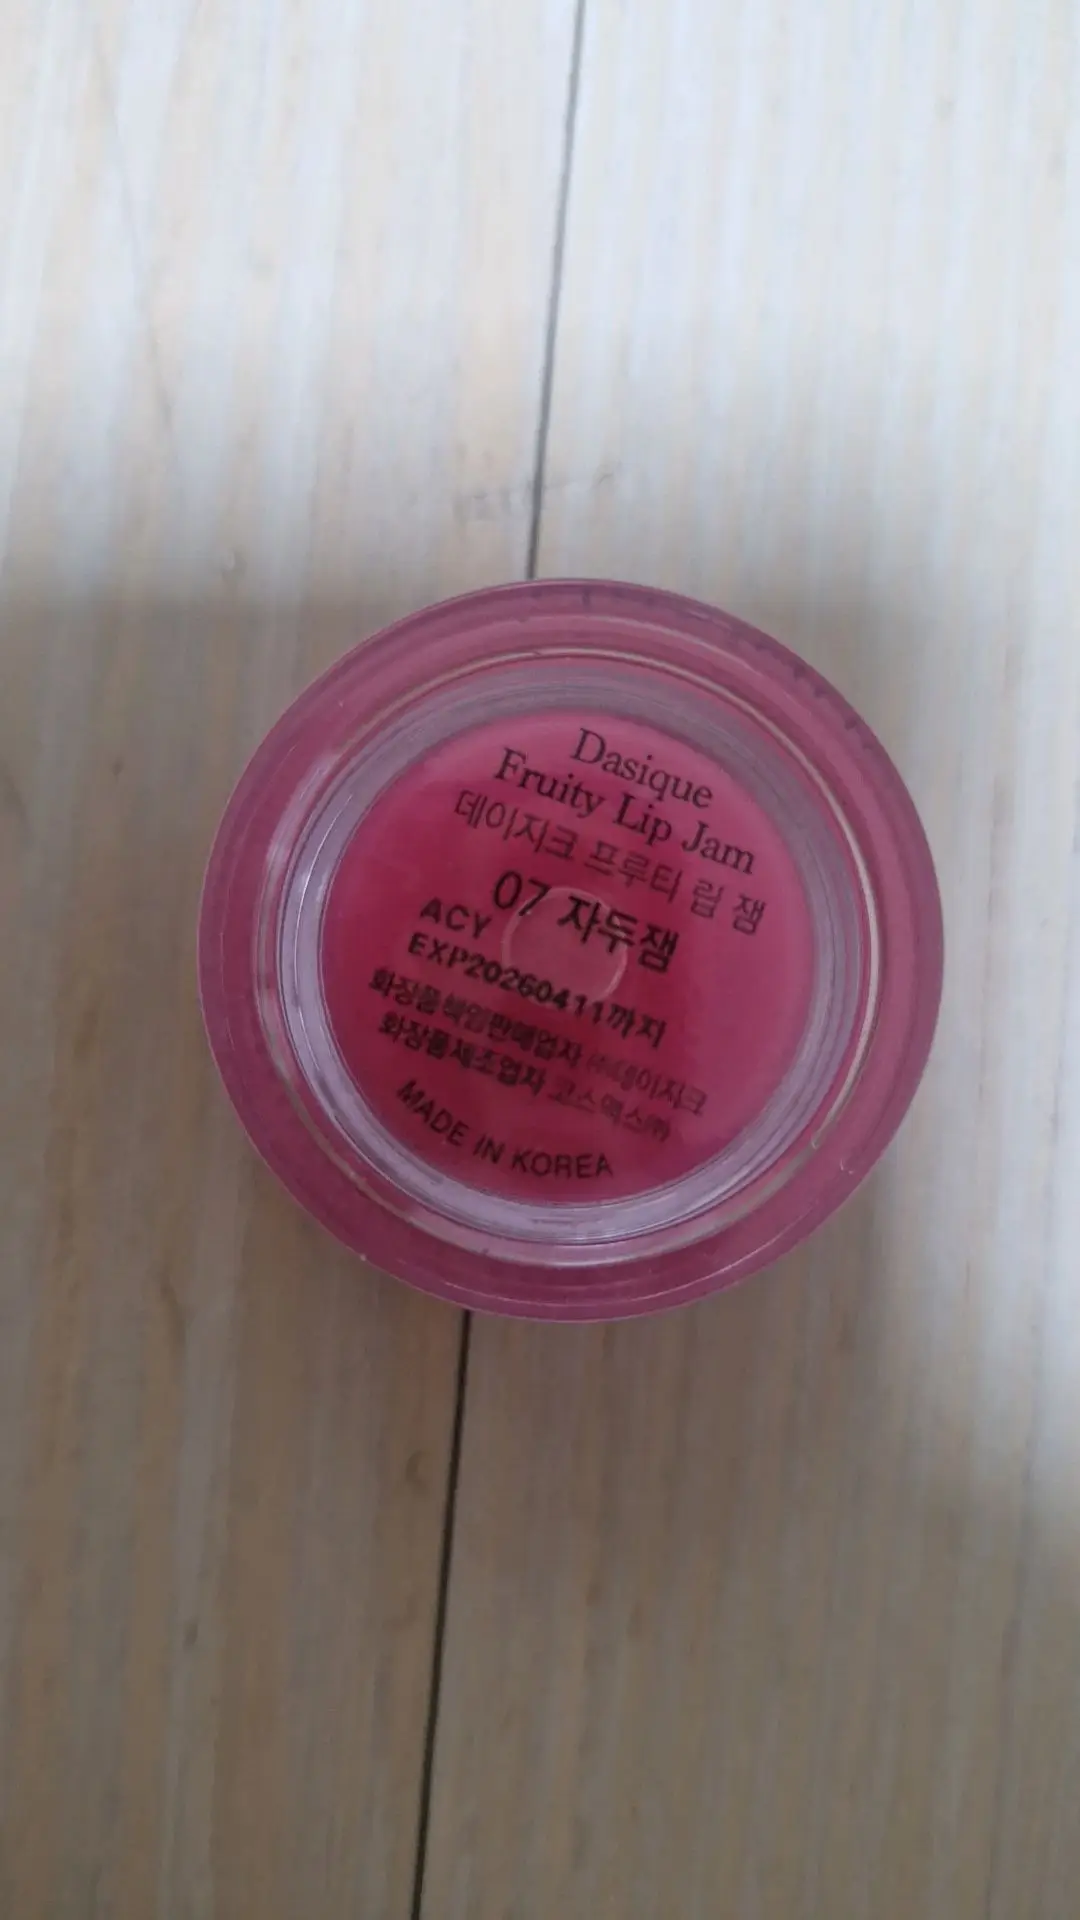 Dasique
Fruity Lip Jam
데이지크 프루티 립 잼
07 자두잼
ACY
EXP20260411까지
화장품책임판매업자 ㈜데이지크
화장품제조업자 코스맥스㈜
MADE IN KOREA